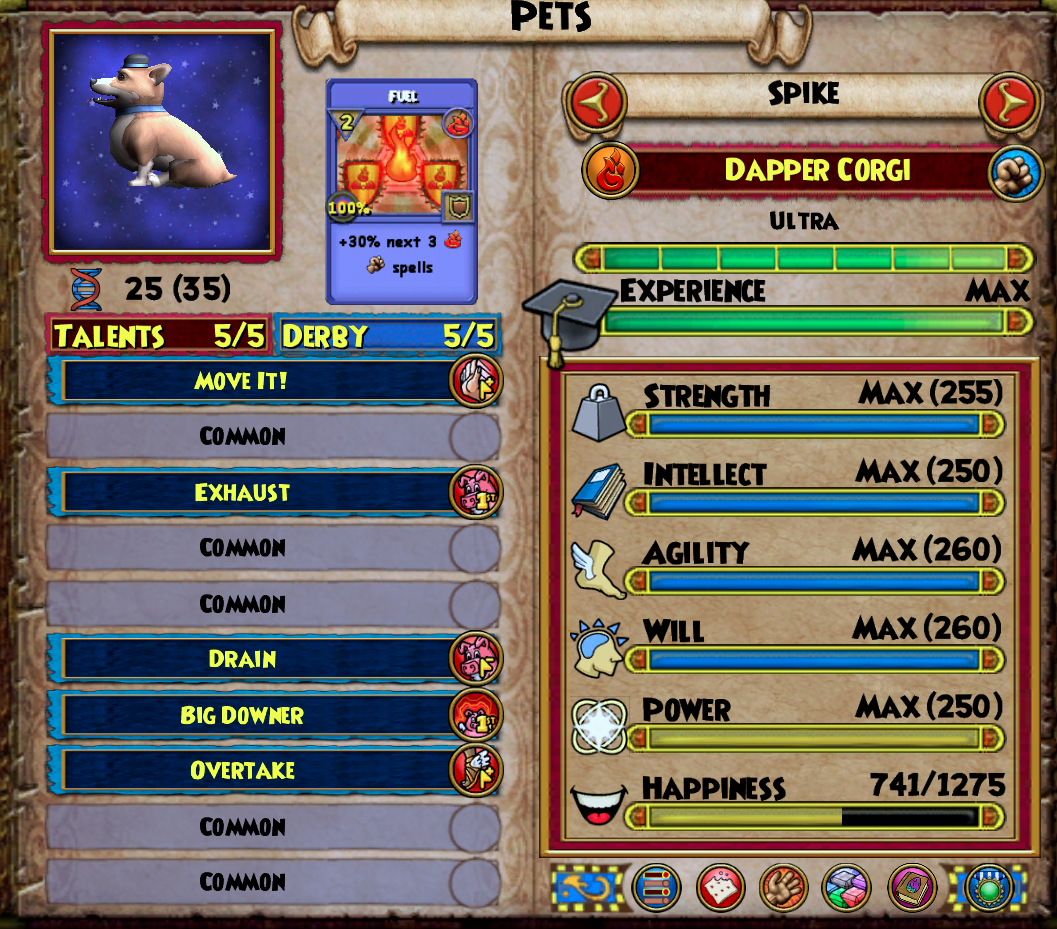 PETS
FUEL
2
100%
+30% next 3
spells
25 (35)
SPIKE
DAPPER CORGI
ULTRA
EXPERIENCE MAX
TALENTS 5/5
DERBY 5/5
MOVE IT!
COMMON
EXHAUST
1ST
COMMON
COMMON
DRAIN
BIG DOWNER
1ST
OVERTAKE
COMMON
COMMON
STRENGTH MAX (255)
INTELLECT MAX (250)
AGILITY MAX (260)
WILL MAX (260)
POWER MAX (250)
HAPPINESS 741/1275